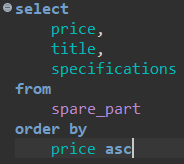 select
price,
title,
specifications
from
spare_part
order by
price asc